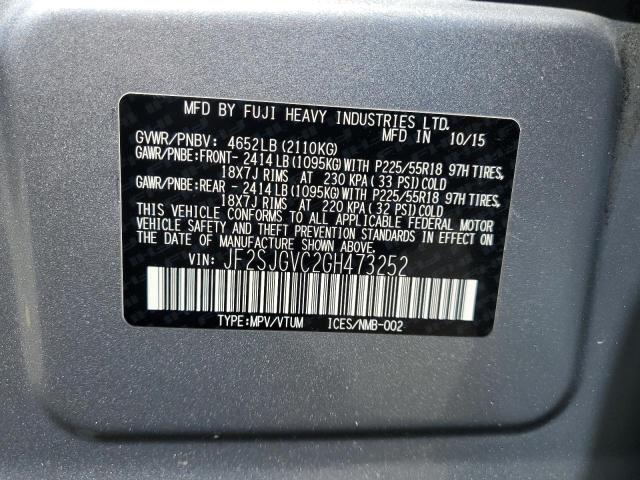 MFD BY FUJI HEAVY INDUSTRIES LTD.
MFD IN 10/15
GVWR/PNBV: 4652LB (2110KG)
GAWR/PNBE:FRONT- 2414LB(1095KG)WITH P225/55R18 97H TIRES,
18X7J RIMS AT 230 KPA(33 PSI)COLD
GAWR/PNBE:REAR - 2414LB(1095KG)WITH P225/55R18 97H TIRES,
18X7J RIMS AT 220 KPA(32 PSI)COLD
THIS VEHICLE CONFORMS TO ALL APPLICABLE FEDERAL MOTOR
VEHICLE SAFETY AND THEFT PREVENTION STANDARDS IN EFFECT ON
THE DATE OF MANUFACTURE SHOWN ABOVE.
VIN: JF2SJGVC2GH473252
TYPE:MPV/VTUM ICES/NMB-002